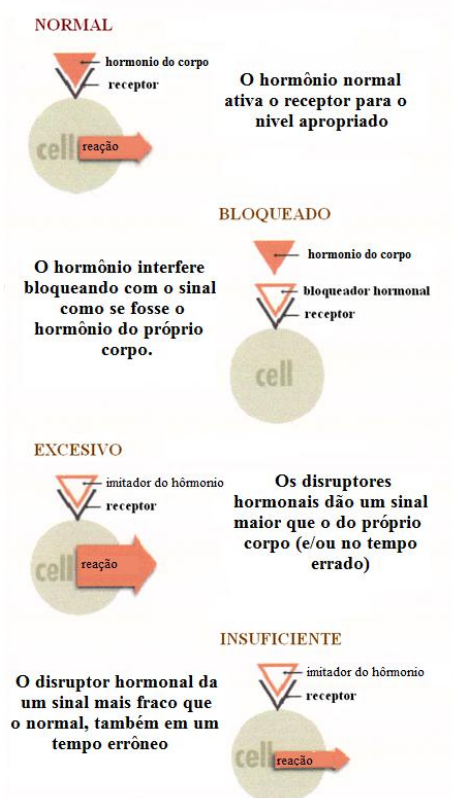 NORMAL
hormonio do corpo
receptor
cell
reação
O hormônio normal
ativa o receptor para o
nivel apropriado
BLOQUEADO
hormonio do corpo
bloqueador hormonal
receptor
cell
O hormônio interfere
bloqueando com o sinal
como se fosse o
hormônio do próprio
corpo.
EXCESIVO
imitador do hôrmonio
receptor
cell
reação
Os disruptores
hormonais dão um sinal
maior que o do próprio
corpo (e/ou no tempo
errado)
INSUFICIENTE
imitador do hôrmonio
receptor
cell
reação
O disruptor hormonal da
um sinal mais fraco que
o normal, também em um
tempo errôneo